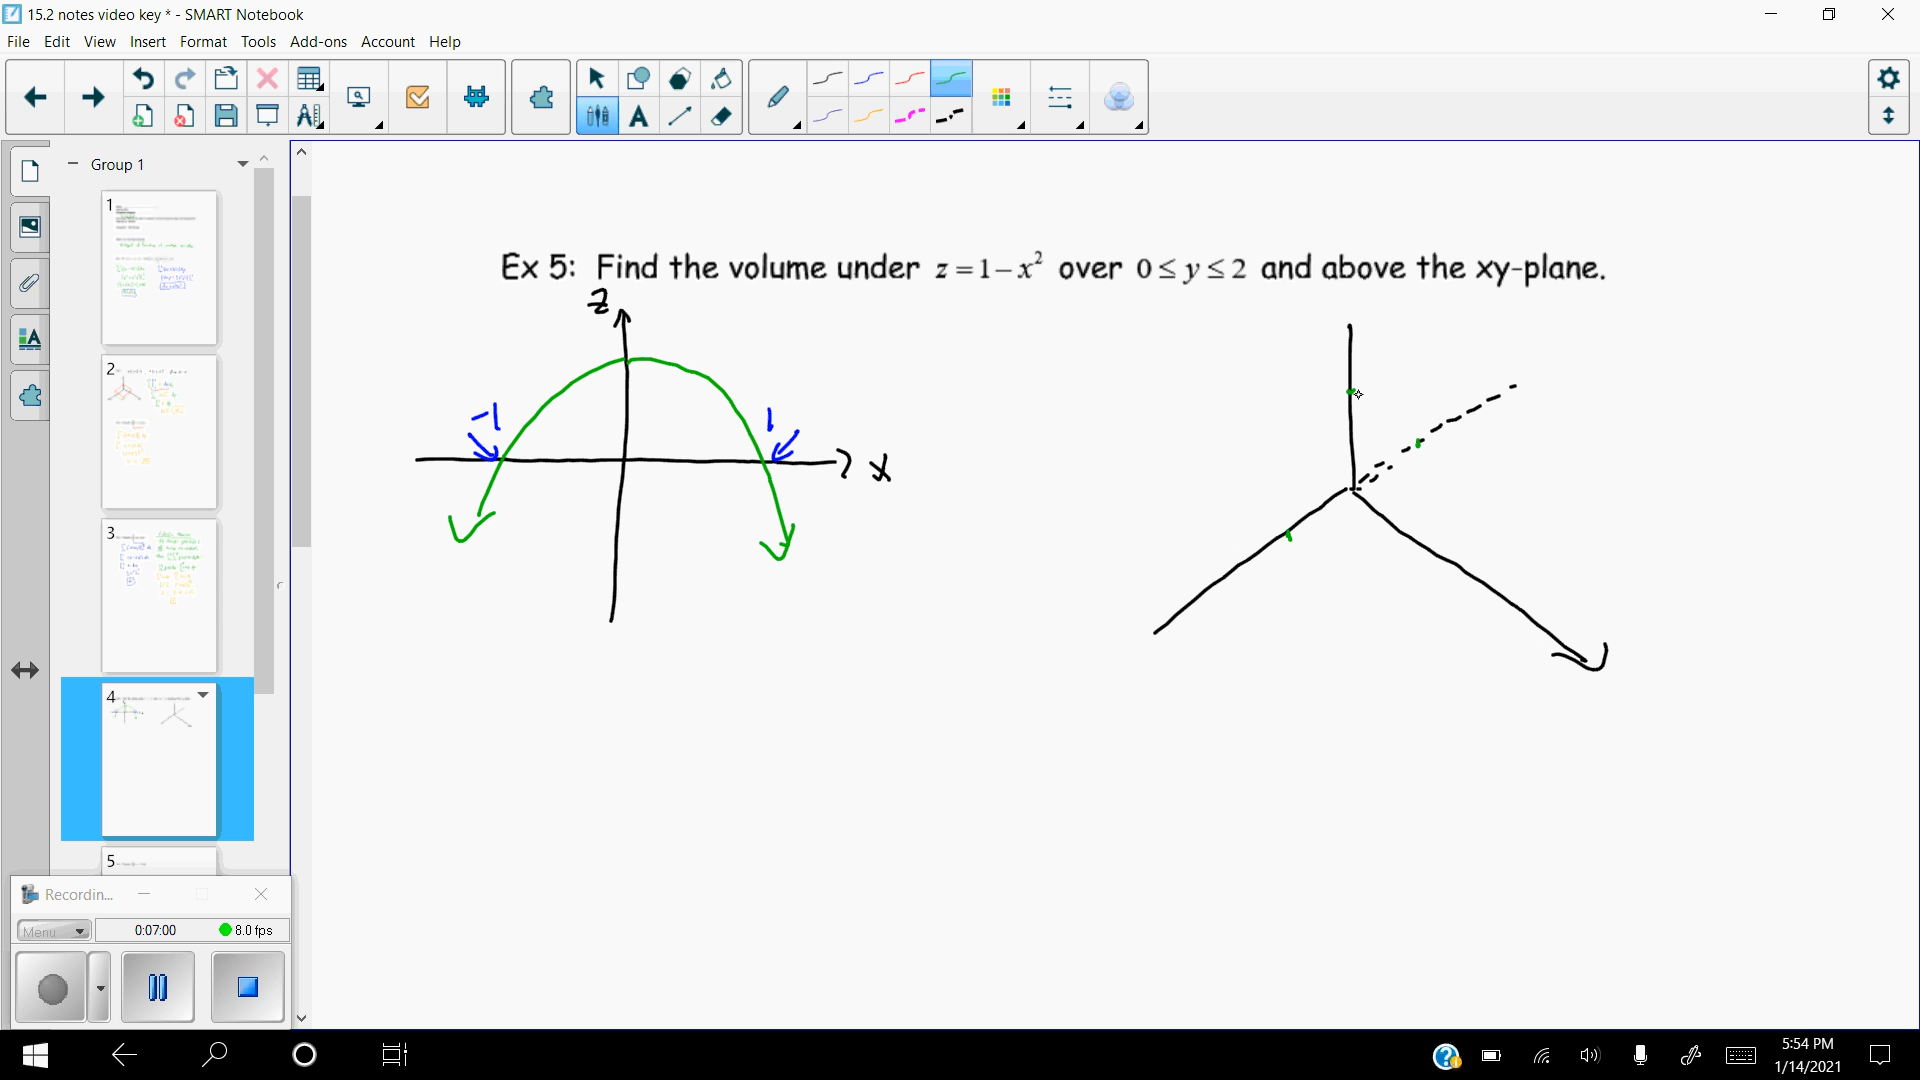 15.2 notes video key * - SMART Notebook
File Edit View Insert Format Tools Add-ons Account Help
Group 1
1
2
3
4
5
Ex 5: Find the volume under z = 1 − x² over 0 ≤ y ≤ 2 and above the xy-plane.
z
-1
1
x
Recordin...
Menu
0:07:00
8.0 fps
5:54 PM
1/14/2021